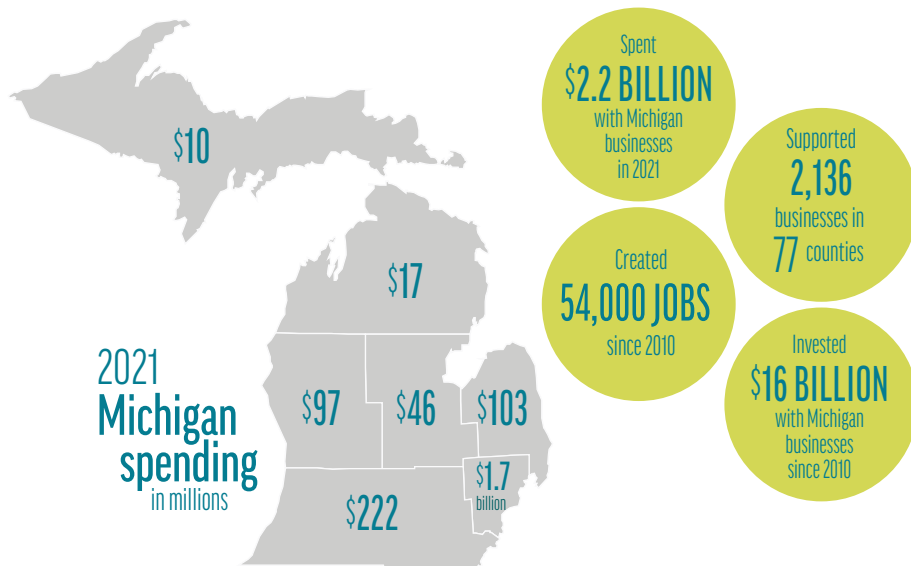 $10
$17
$97
$46
$103
$1.7
billion
$222
2021
Michigan
spending
in millions
Spent
$2.2 BILLION
with Michigan
businesses
in 2021
Supported
2,136
businesses in
77 counties
Created
54,000 JOBS
since 2010
Invested
$16 BILLION
with Michigan
businesses
since 2010